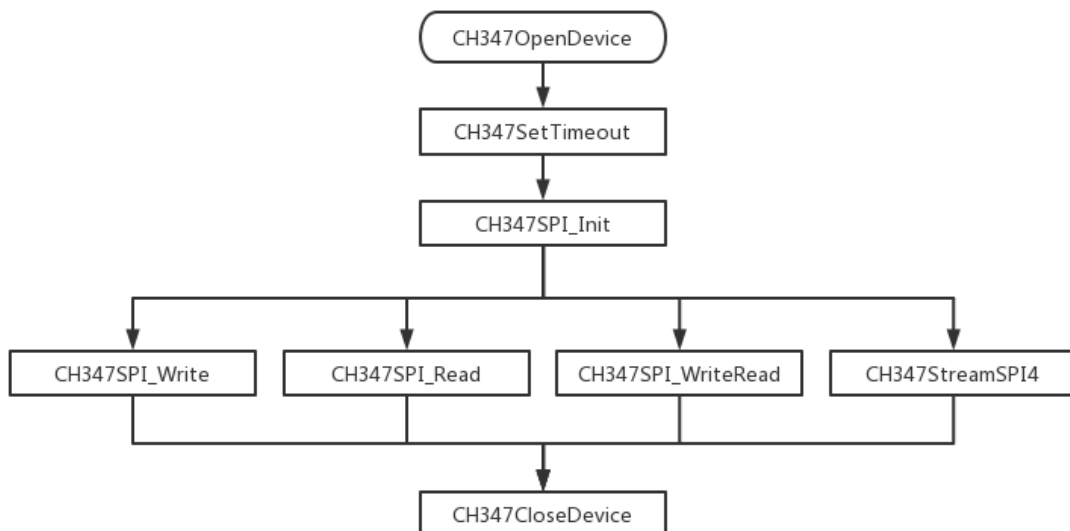 CH347OpenDevice
CH347SetTimeout
CH347SPI_Init
CH347SPI_Write
CH347SPI_Read
CH347SPI_WriteRead
CH347StreamSPI4
CH347CloseDevice